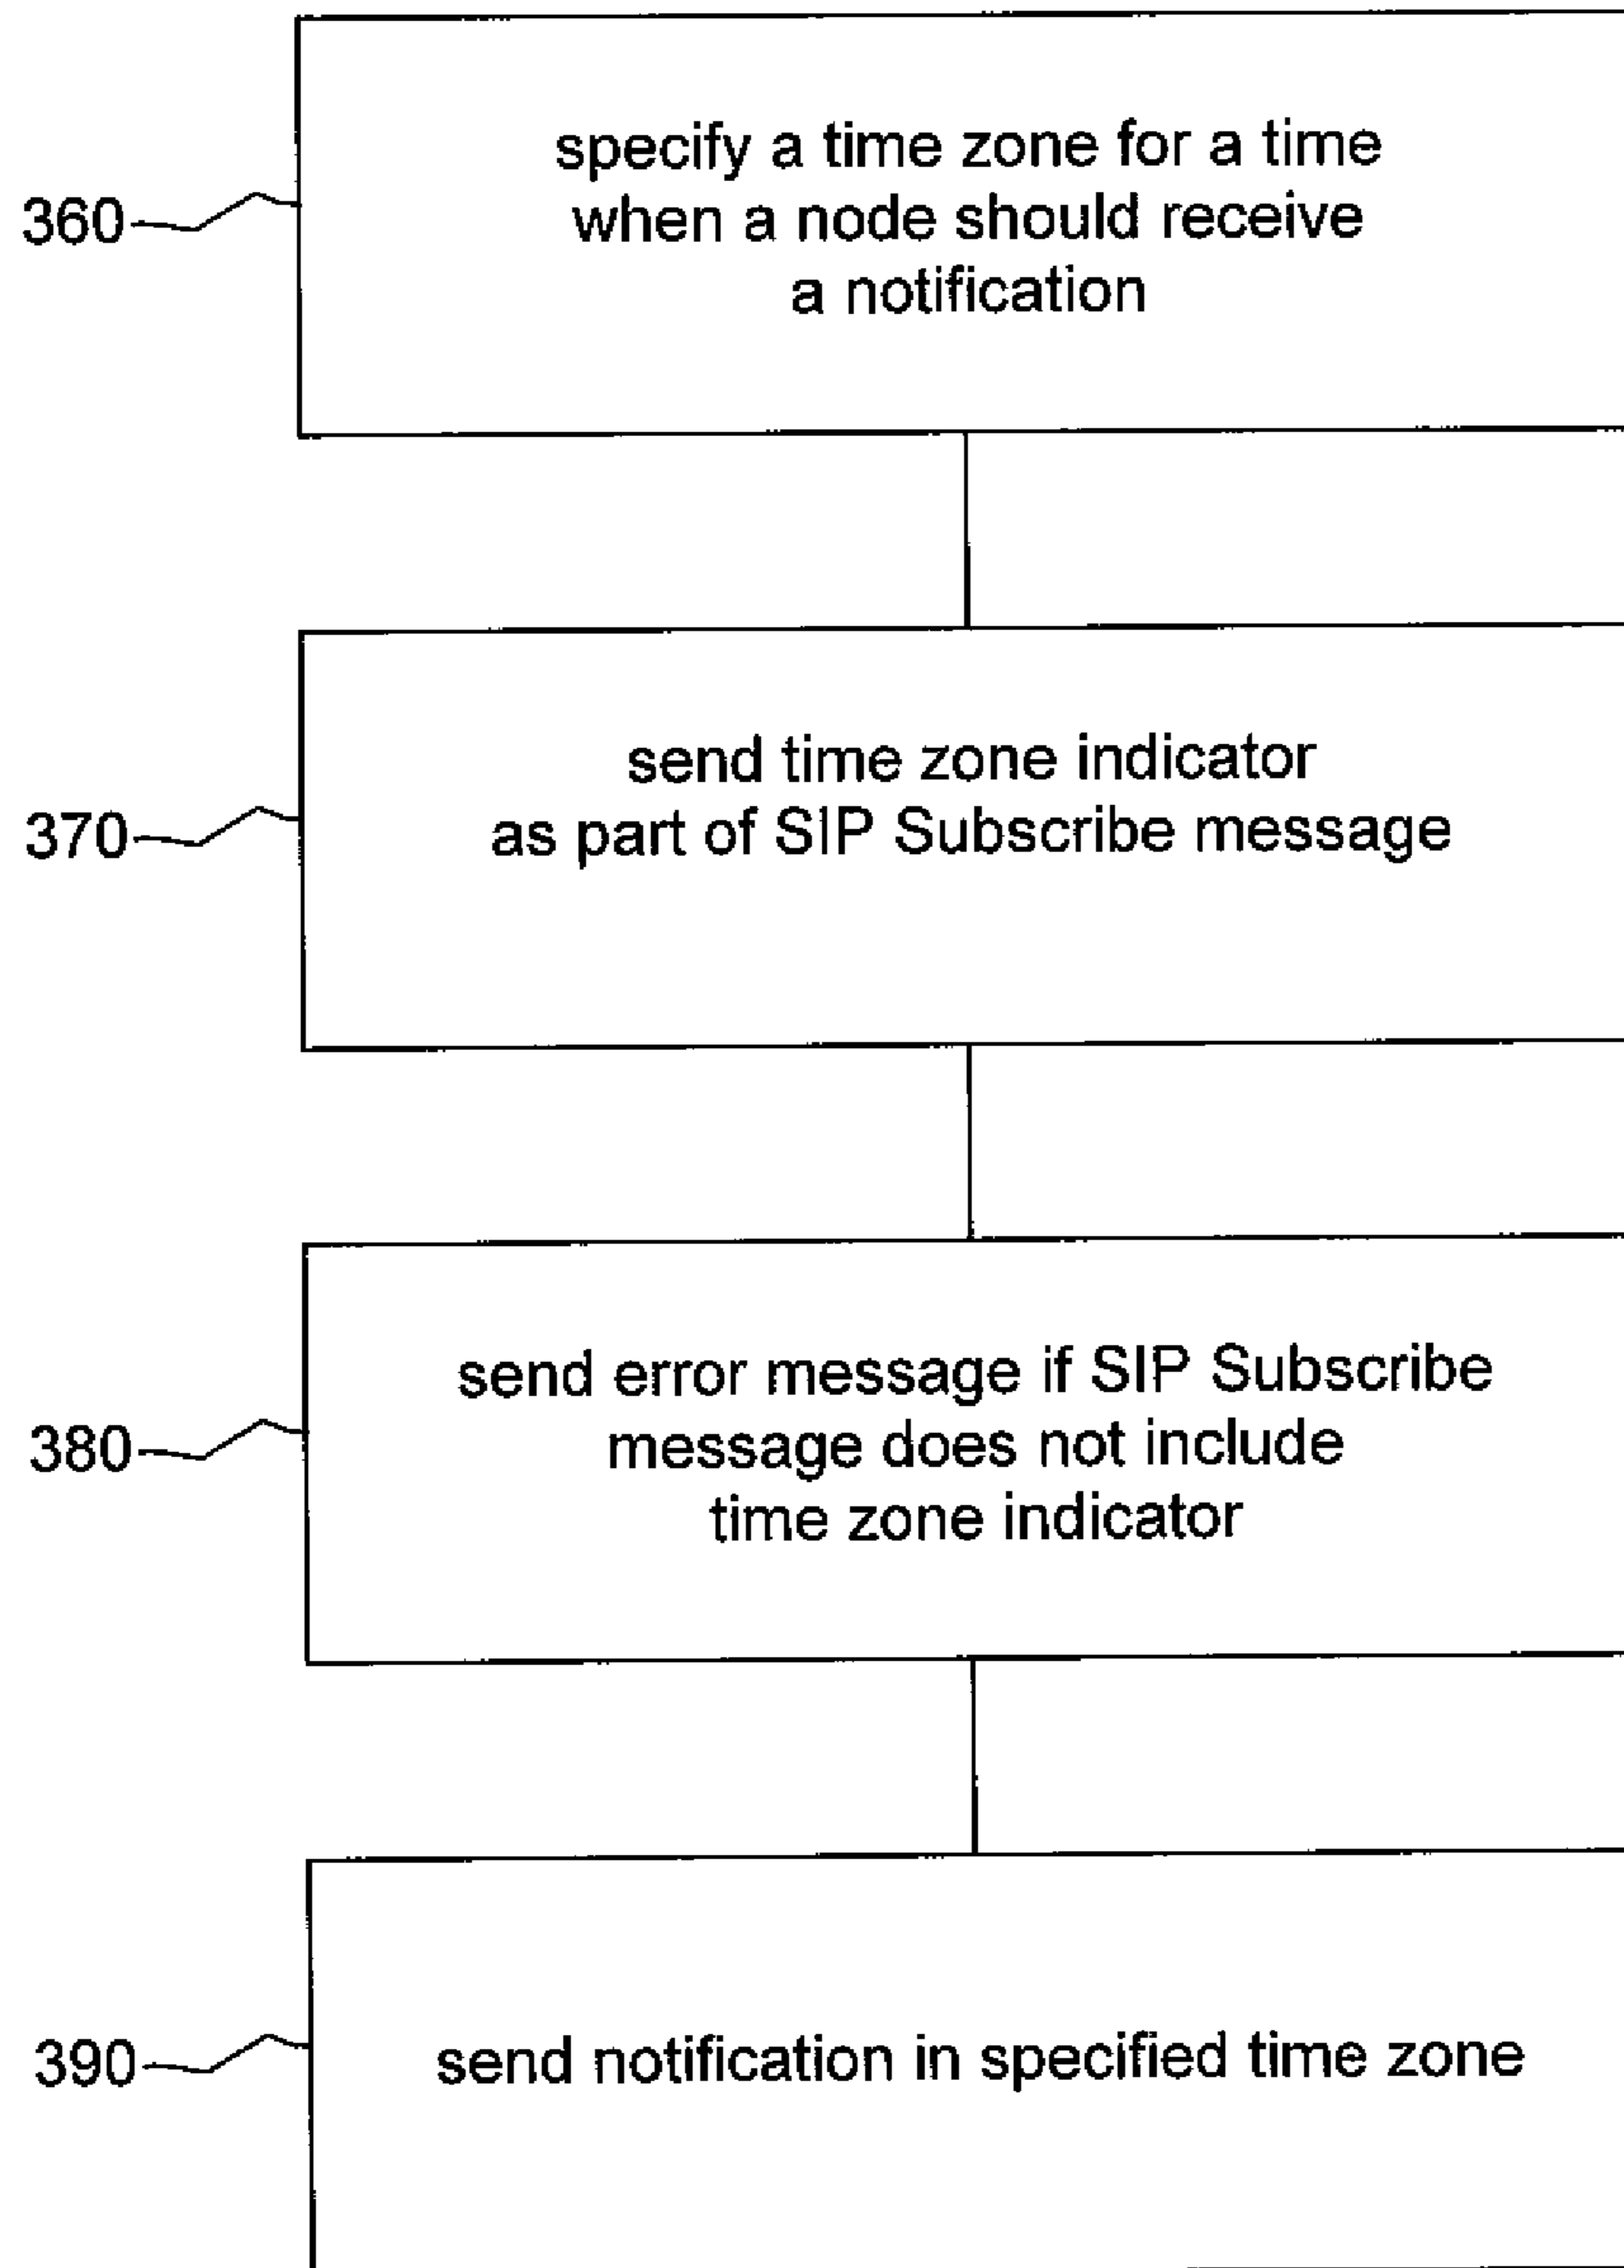 specify a time zone for a time
when a node should receive
a notification
360
send time zone indicator
as part of SIP Subscribe message
370
send error message if SIP Subscribe
message does not include
time zone indicator
380
send notification in specified time zone
390